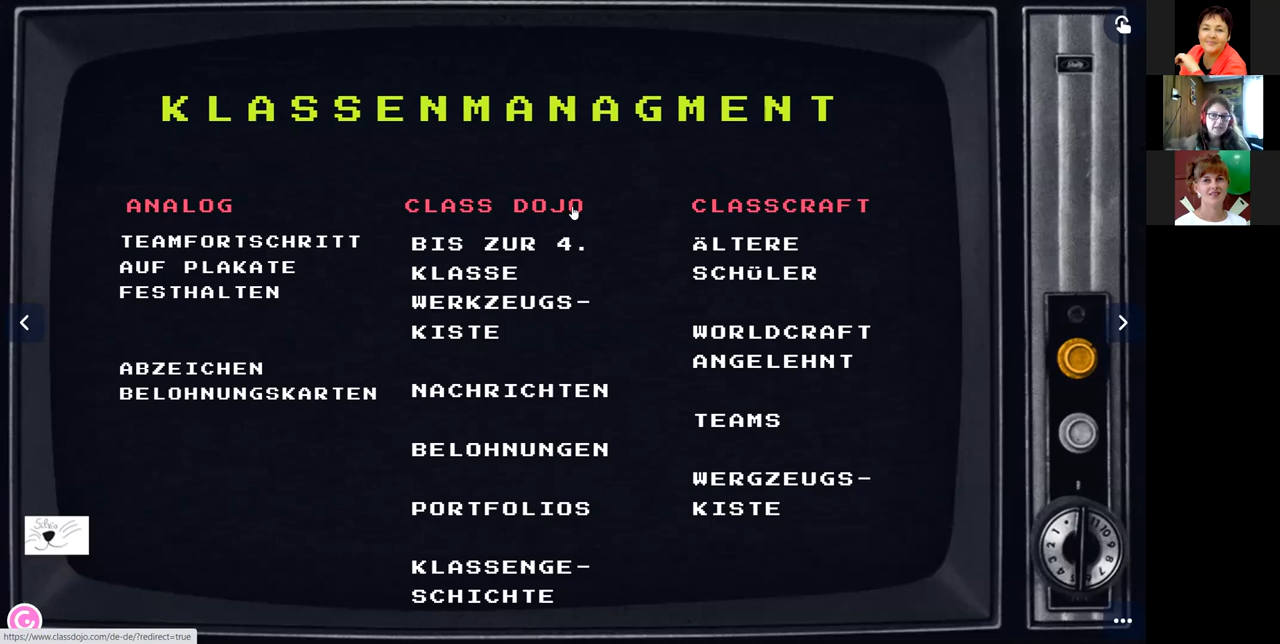 KLASSENMANAGMENT
ANALOG
TEAMFORTSCHRITT
AUF PLAKATE
FESTHALTEN
ABZEICHEN
BELOHNUNGSKARTEN
CLASS DOJO
BIS ZUR 4.
KLASSE
WERKZEUGS-
KISTE
NACHRICHTEN
BELOHNUNGEN
PORTFOLIOS
KLASSENGE-
SCHICHTE
CLASSCRAFT
ÄLTERE
SCHÜLER
WORLDCRAFT
ANGELEHNT
TEAMS
WERGZEUGS-
KISTE
Silvia
https://www.classdojo.com/de-de/?redirect=true